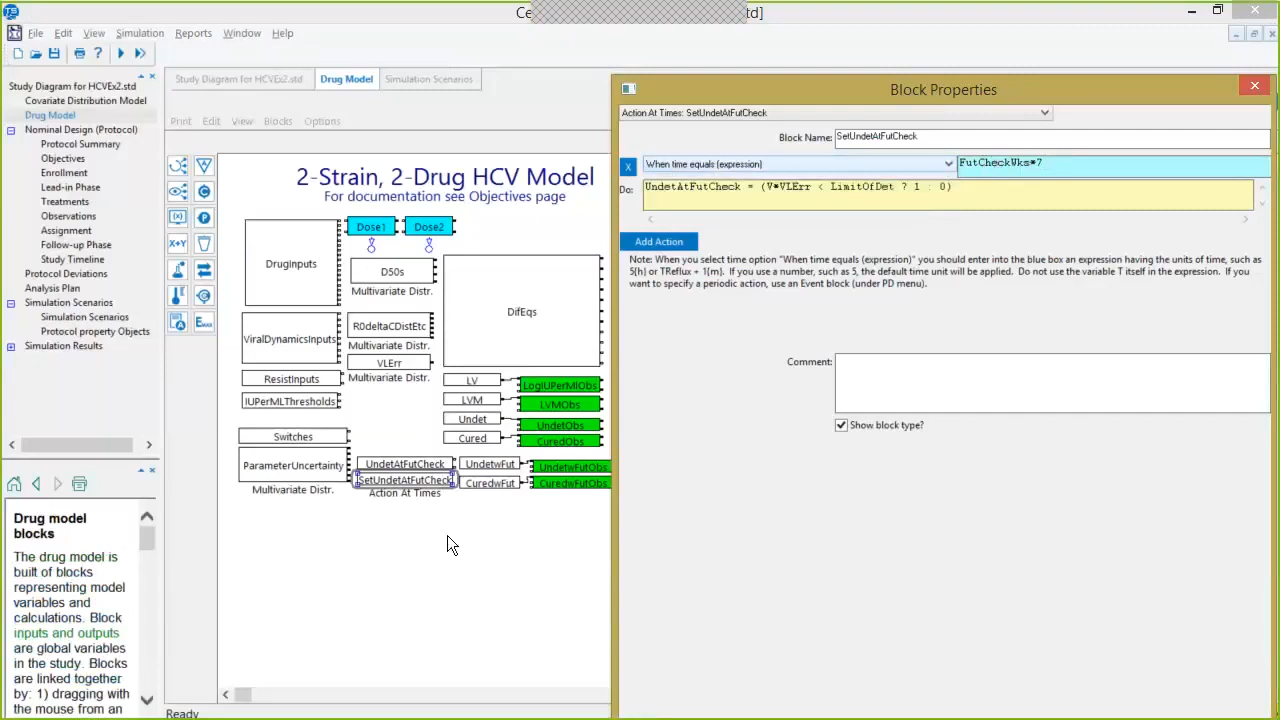 Ce
td]
File Edit View Simulation Reports Window Help
Study Diagram for HCVEx2.std
Covariate Distribution Model
Drug Model
Nominal Design (Protocol)
Protocol Summary
Objectives
Enrollment
Lead-in Phase
Treatments
Observations
Assignment
Follow-up Phase
Study Timeline
Protocol Deviations
Analysis Plan
Simulation Scenarios
Simulation Scenarios
Protocol property Objects
Simulation Results
Drug model
blocks
The drug model is
built of blocks
representing model
variables and
calculations. Block
inputs and outputs
are global variables
in the study. Blocks
are linked together
by: 1) dragging with
the mouse from an
Study Diagram for HCVEx2.std Drug Model Simulation Scenarios
Print Edit View Blocks Options
2-Strain, 2-Drug HCV Model
For documentation see Objectives page
Dose1 Dose2
DrugInputs
D50s
Multivariate Distr.
DifEqs
ViralDynamicsInputs
R0deltaCDistEtc
Multivariate Distr.
VLErr
Multivariate Distr.
ResistInputs
IUPerMLThresholds
LV LogIUPerMlObs
LVM LVMObs
Undet UndetObs
Cured CuredObs
Switches
ParameterUncertainty
Multivariate Distr.
UndetAtFutCheck UndetwFut UndetwFutObs
SetUndetAtFutCheck CuredwFut CuredwFutObs
Action At Times
Ready
Block Properties
Action At Times: SetUndetAtFutCheck
Block Name: SetUndetAtFutCheck
X When time equals (expression) FutCheckWks*7
Do: UndetAtFutCheck = (V*VLErr < LimitOfDet ? 1 : 0)
Add Action
Note: When you select time option "When time equals (expression)" you should enter into the blue box an expression having the units of time, such as
5{h} or TReflux + 1{m}. If you use a number, such as 5, the default time unit will be applied. Do not use the variable T itself in the expression. If you
want to specify a periodic action, use an Event block (under PD menu).
Comment:
Show block type?